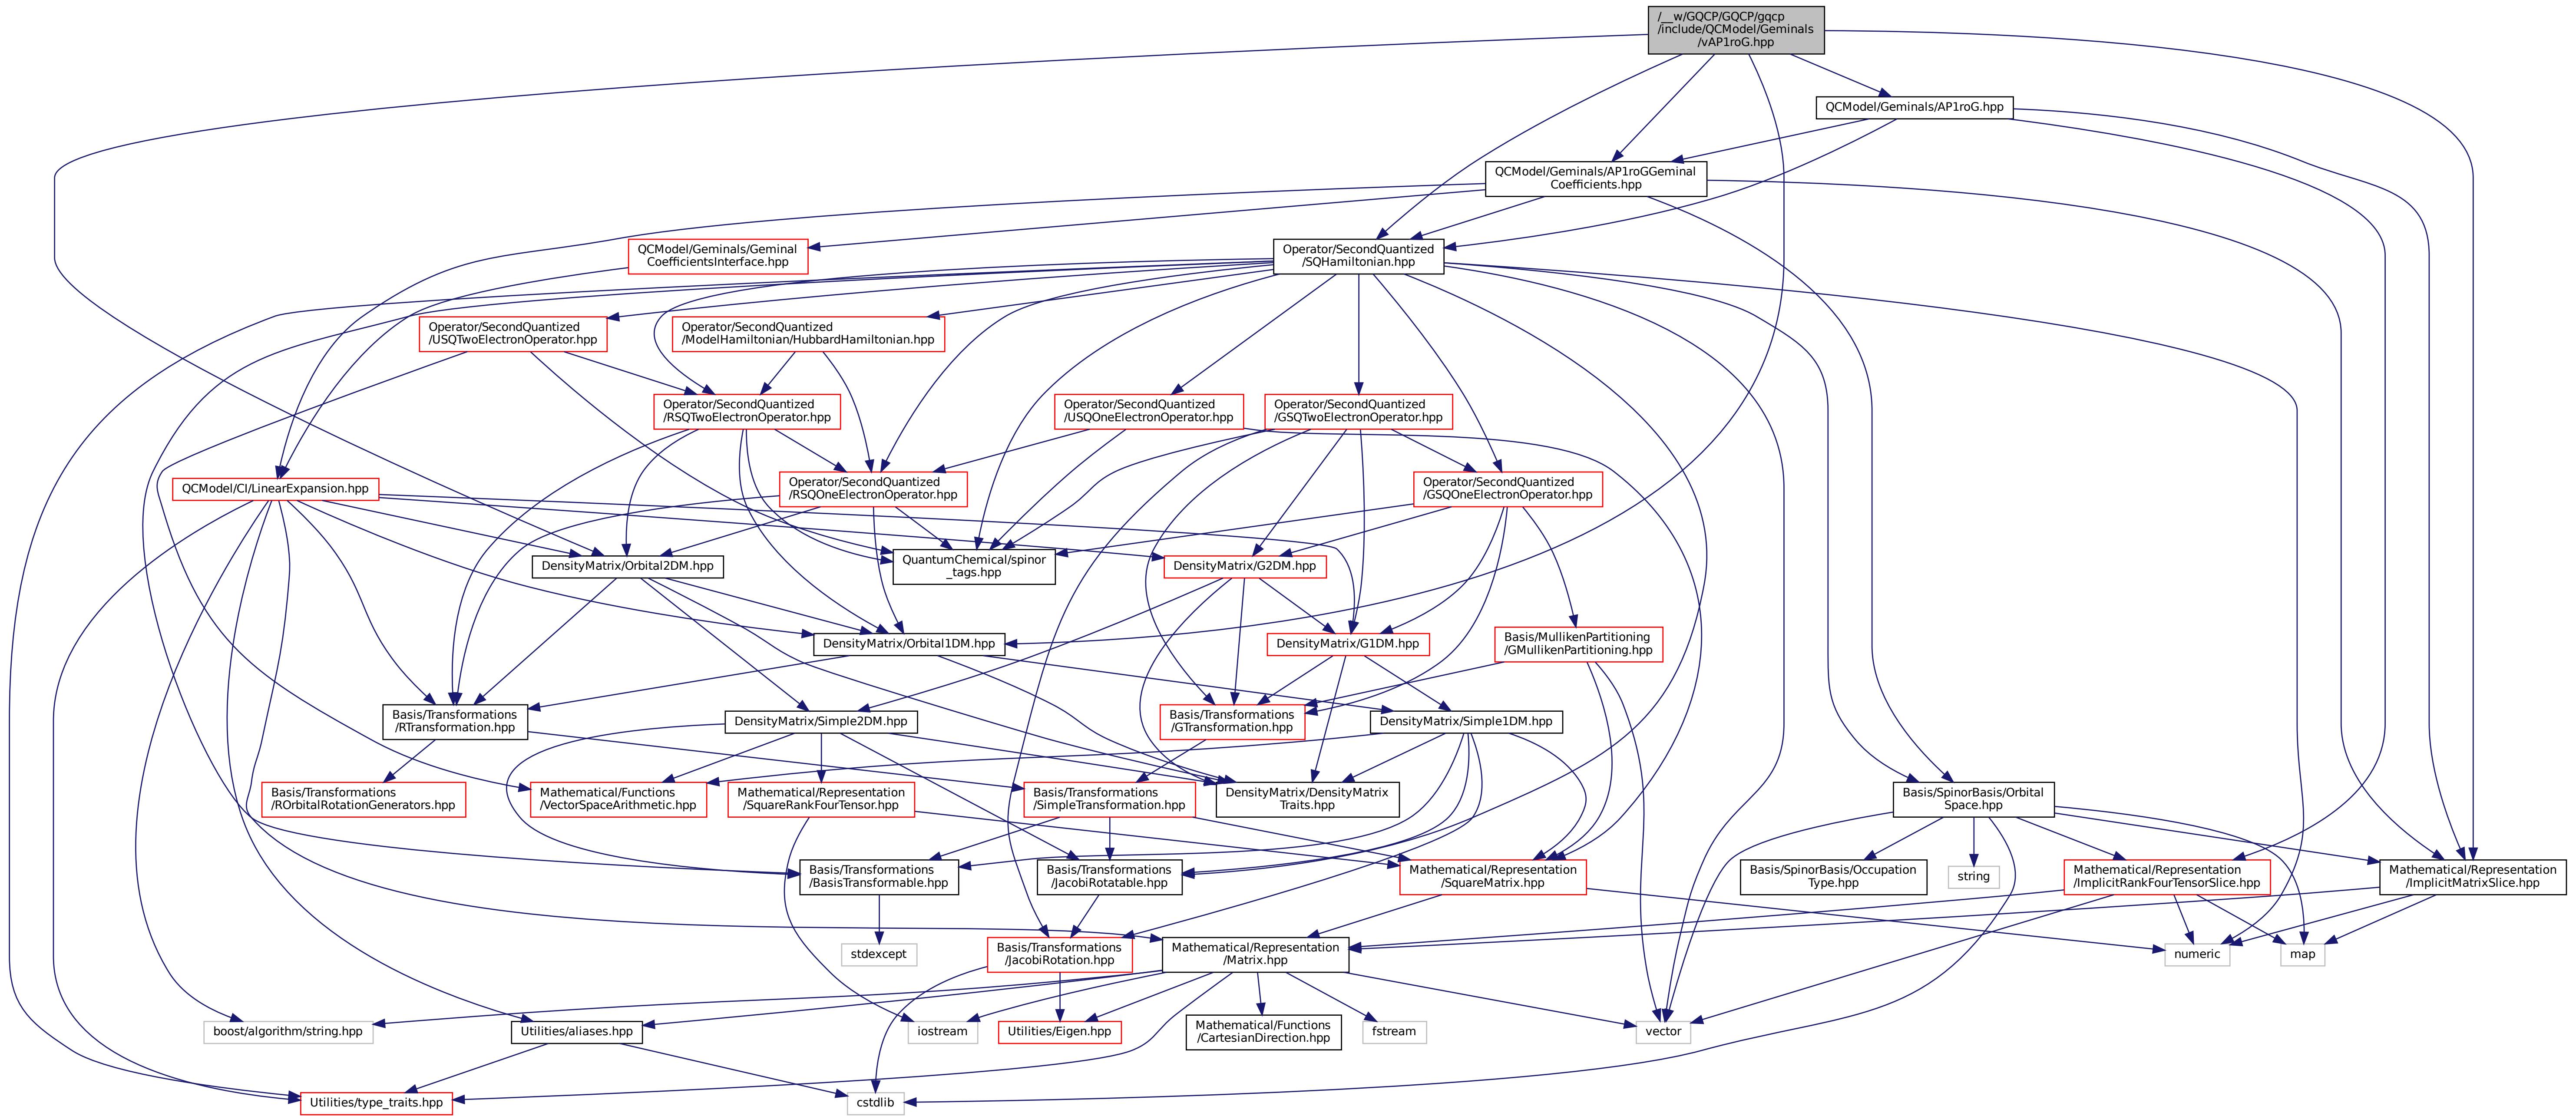 /__w/GQCP/GQCP/gqcp
/include/QCModel/Geminals
/vAP1roG.hpp
QCModel/Geminals/AP1roG.hpp
QCModel/Geminals/AP1roGGeminal
Coefficients.hpp
QCModel/Geminals/Geminal
CoefficientsInterface.hpp
Operator/SecondQuantized
/SQHamiltonian.hpp
Operator/SecondQuantized
/USQTwoElectronOperator.hpp
Operator/SecondQuantized
/ModelHamiltonian/HubbardHamiltonian.hpp
Operator/SecondQuantized
/RSQTwoElectronOperator.hpp
Operator/SecondQuantized
/USQOneElectronOperator.hpp
Operator/SecondQuantized
/GSQTwoElectronOperator.hpp
QCModel/CI/LinearExpansion.hpp
Operator/SecondQuantized
/RSQOneElectronOperator.hpp
Operator/SecondQuantized
/GSQOneElectronOperator.hpp
DensityMatrix/Orbital2DM.hpp
QuantumChemical/spinor
_tags.hpp
DensityMatrix/G2DM.hpp
DensityMatrix/Orbital1DM.hpp
DensityMatrix/G1DM.hpp
Basis/MullikenPartitioning
/GMullikenPartitioning.hpp
Basis/Transformations
/RTransformation.hpp
DensityMatrix/Simple2DM.hpp
Basis/Transformations
/GTransformation.hpp
DensityMatrix/Simple1DM.hpp
Basis/Transformations
/ROrbitalRotationGenerators.hpp
Mathematical/Functions
/VectorSpaceArithmetic.hpp
Mathematical/Representation
/SquareRankFourTensor.hpp
Basis/Transformations
/SimpleTransformation.hpp
DensityMatrix/DensityMatrix
Traits.hpp
Basis/SpinorBasis/Orbital
Space.hpp
Basis/Transformations
/BasisTransformable.hpp
Basis/Transformations
/JacobiRotatable.hpp
Mathematical/Representation
/SquareMatrix.hpp
Basis/SpinorBasis/Occupation
Type.hpp
string
Mathematical/Representation
/ImplicitRankFourTensorSlice.hpp
Mathematical/Representation
/ImplicitMatrixSlice.hpp
stdexcept
Basis/Transformations
/JacobiRotation.hpp
Mathematical/Representation
/Matrix.hpp
numeric
map
boost/algorithm/string.hpp
Utilities/aliases.hpp
iostream
Utilities/Eigen.hpp
Mathematical/Functions
/CartesianDirection.hpp
fstream
vector
Utilities/type_traits.hpp
cstdlib